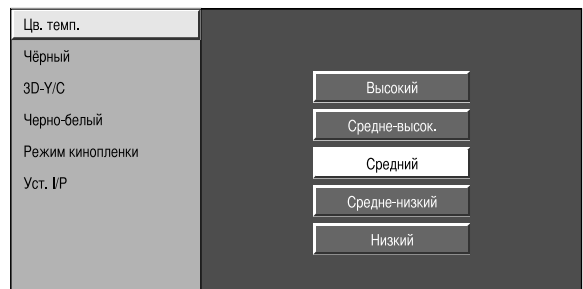 Цв. темп.
Чёрный
3D-Y/C
Черно-белый
Режим кинопленки
Уст. I/P
Высокий
Средне-высок.
Средний
Средне-низкий
Низкий